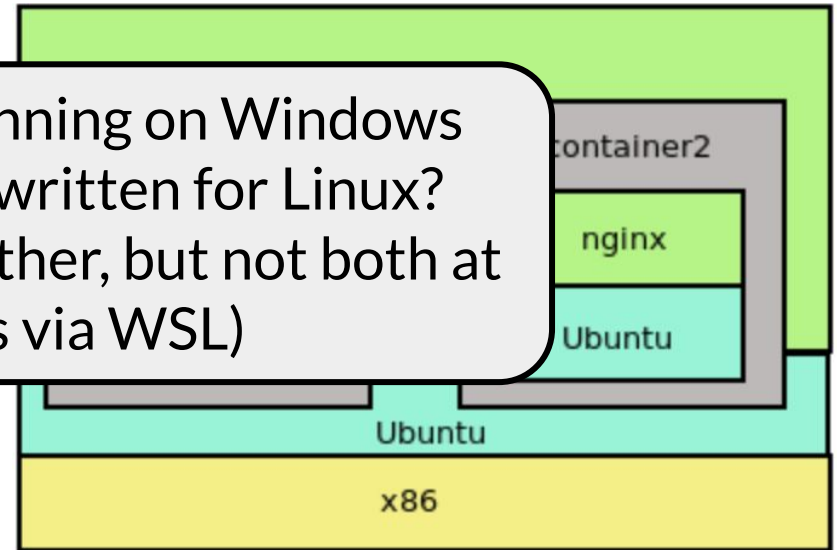 nning on Windows
written for Linux?
ther, but not both at
s via WSL)
container2
nginx
Ubuntu
Ubuntu
x86